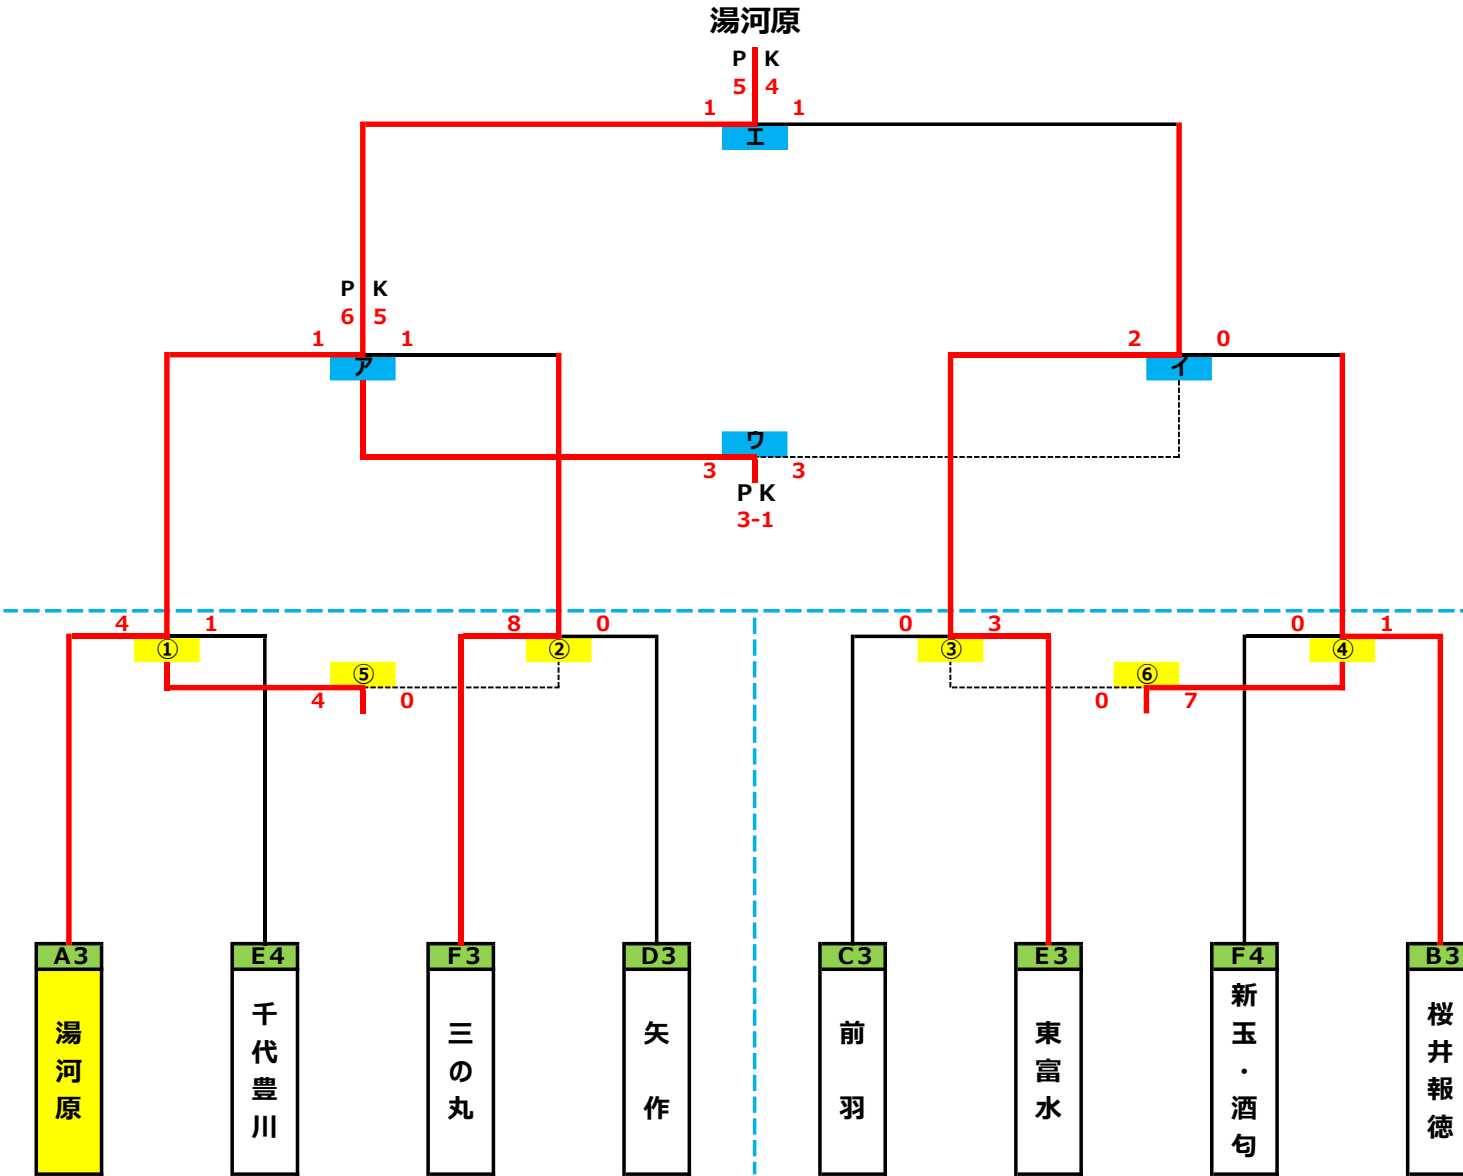 湯河原
P K
5 4
1 1
エ
P K
6 5
1 1
2 0
ア
イ
ウ
3 3
P K
3-1
4 1
8 0
0 3
0 1
① ② ③ ④
⑤ ⑥
4 0
0 7
A3 E4 F3 D3 C3 E3 F4 B3
湯河原
千代豊川
三の丸
矢作
前羽
東富水
新玉・酒匂
桜井報徳